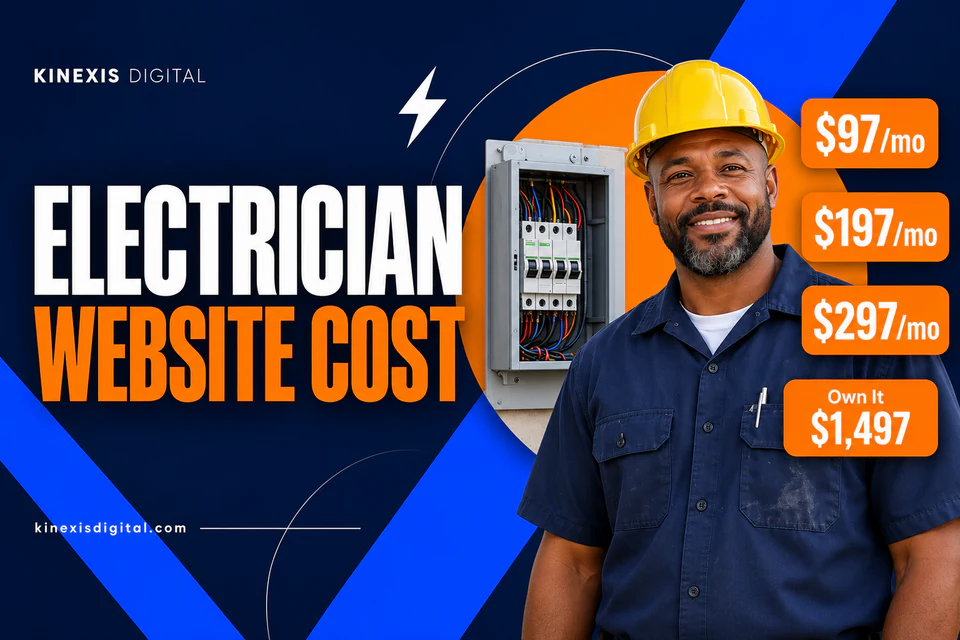 KINEXIS DIGITAL
ELECTRICIAN
WEBSITE COST
kinexisdigital.com
$97/mo
$197/mo
$297/mo
Own It
$1,497